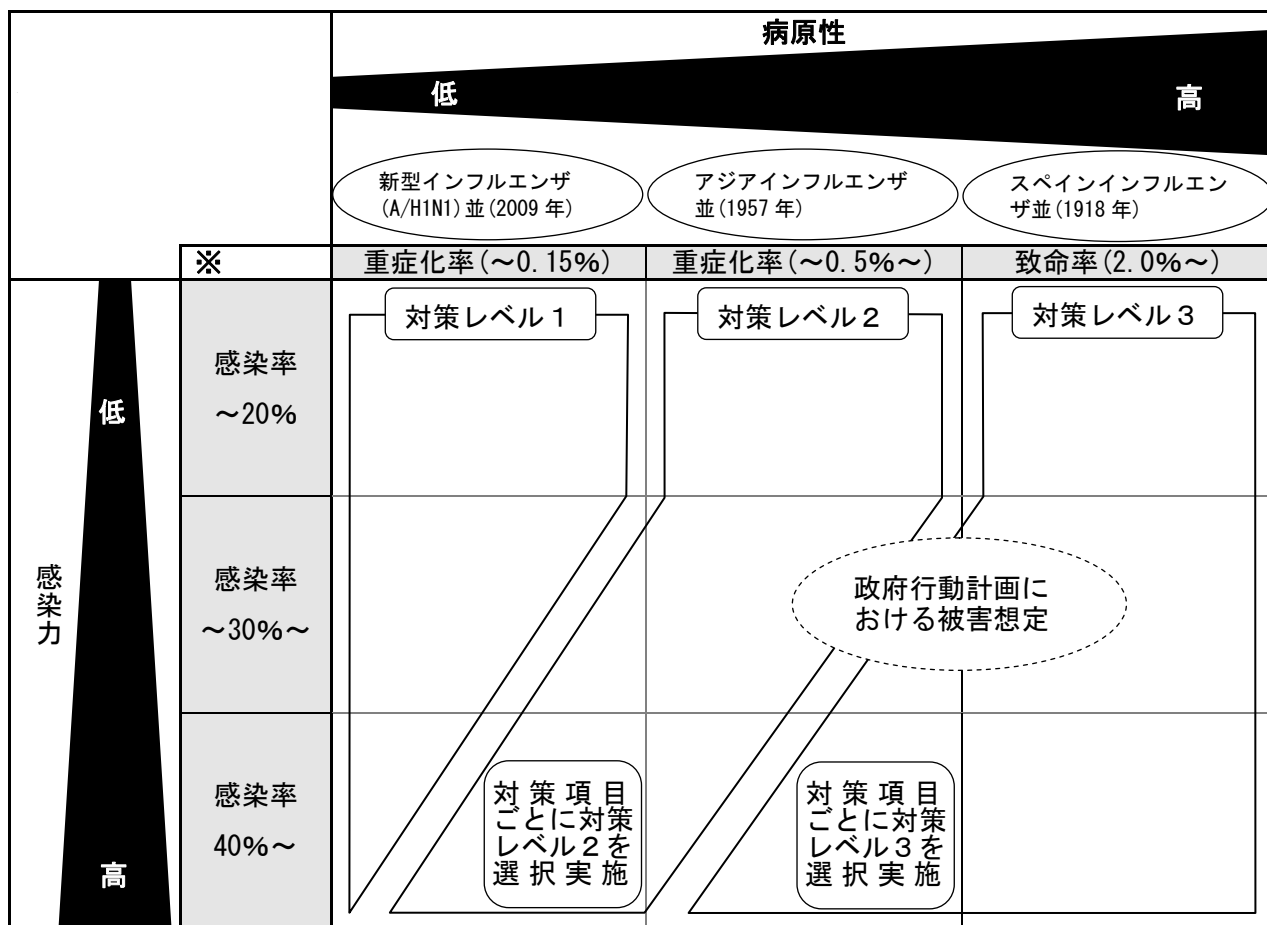 病原性
低
高
新型インフルエンザ
(A/H1N1)並(2009 年)
アジアインフルエンザ
並(1957 年)
スペインインフルエン
ザ並(1918 年)
※
重症化率(～0.15%)
重症化率(～0.5%～)
致命率(2.0%～)
対策レベル１
対策レベル２
対策レベル３
感染力
低
高
感染率
～20%
感染率
～30%～
政府行動計画に
おける被害想定
感染率
40%～
対策項目
ごとに対策
レベル２を
選択実施
対策項目
ごとに対策
レベル３を
選択実施